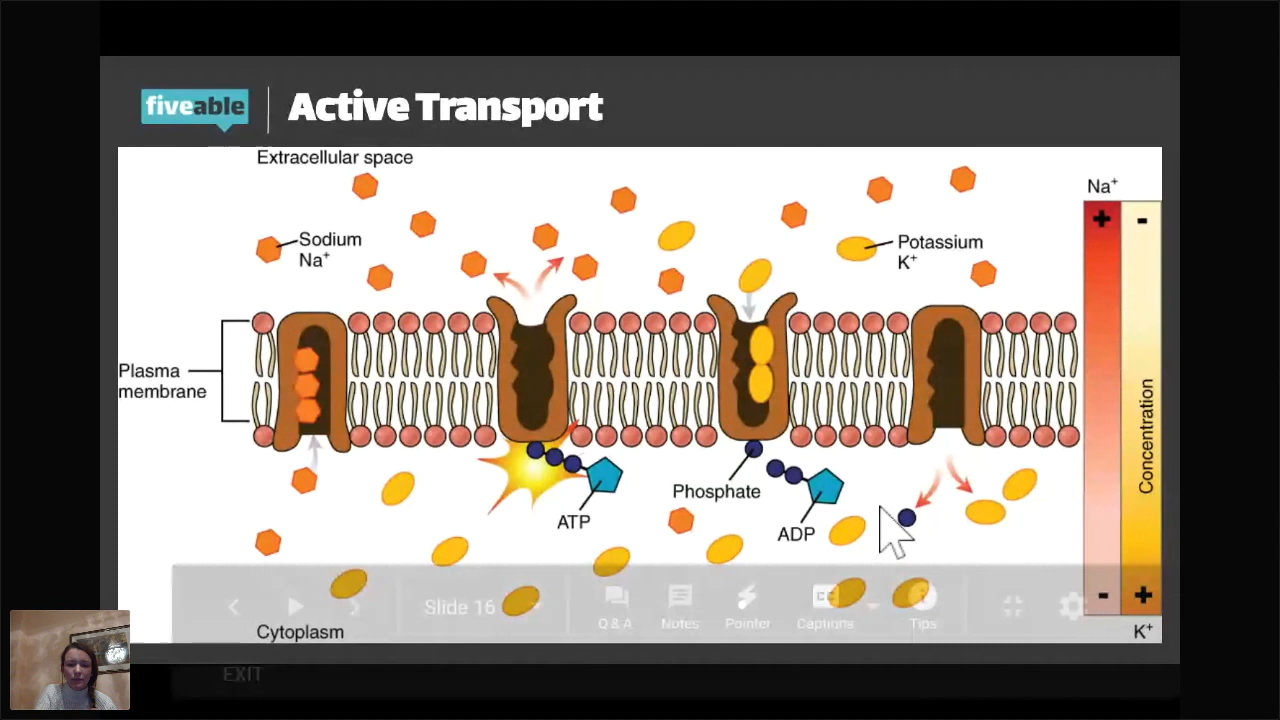 fiveable
Active Transport
Extracellular space
Na+
+
-
Sodium
Na+
Potassium
K+
Plasma
membrane
Concentration
Phosphate
ATP
ADP
-
+
Slide 16
Q & A
Notes
Pointer
CC
Captions
Tips
Cytoplasm
K+
EXIT